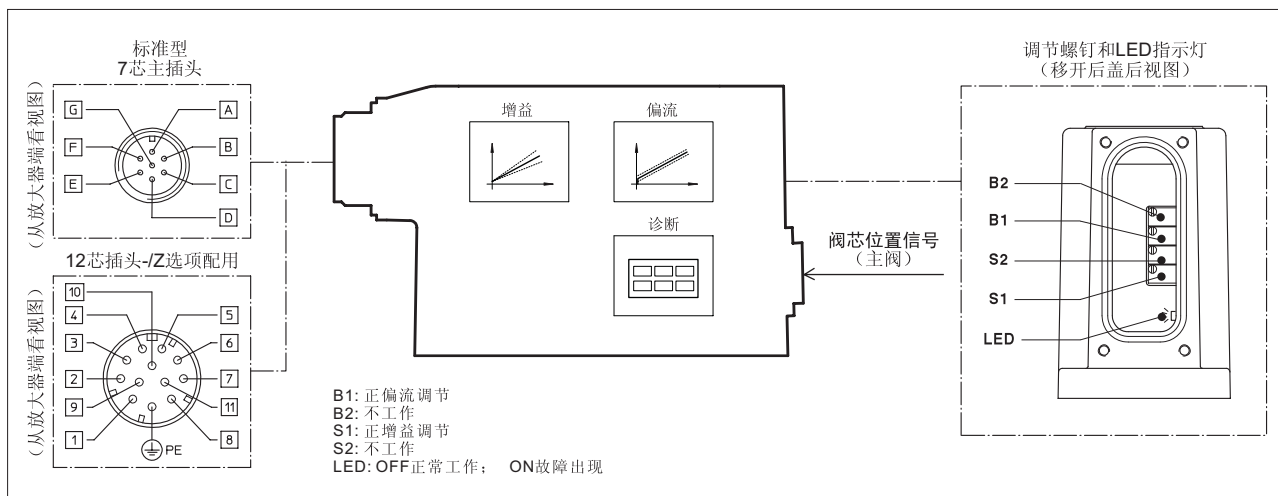 标准型
7芯主插头
(从放大器端看视图)
G
A
F
B
E
C
D
12芯插头-/Z选项配用
(从放大器端看视图)
10
4
5
3
6
2
7
9
11
1
8
PE
增益
偏流
诊断
阀芯位置信号
(主阀)
B1: 正偏流调节
B2: 不工作
S1: 正增益调节
S2: 不工作
LED: OFF正常工作； ON故障出现
调节螺钉和LED指示灯
(移开后盖后视图)
B2
B1
S2
S1
LED